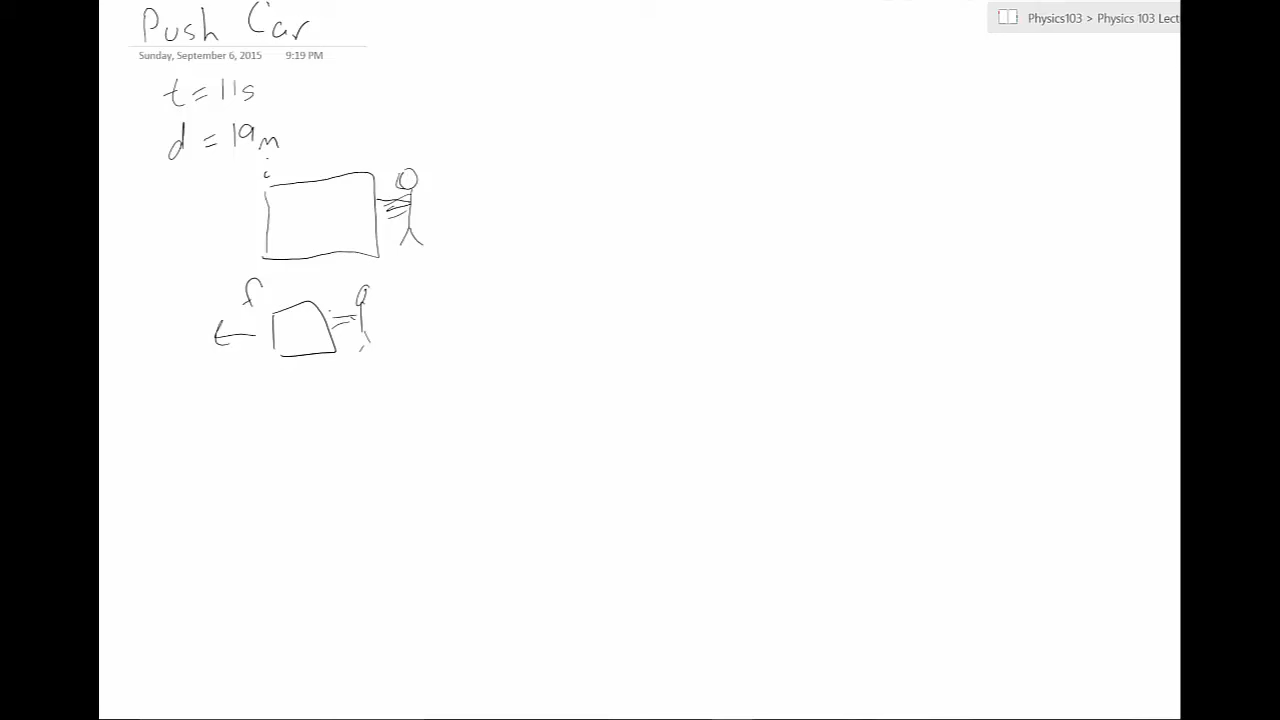 Push Car
Physics103 > Physics 103 Lect
Sunday, September 6, 2015 9:19 PM
t = 11s
d = 19m
i
f